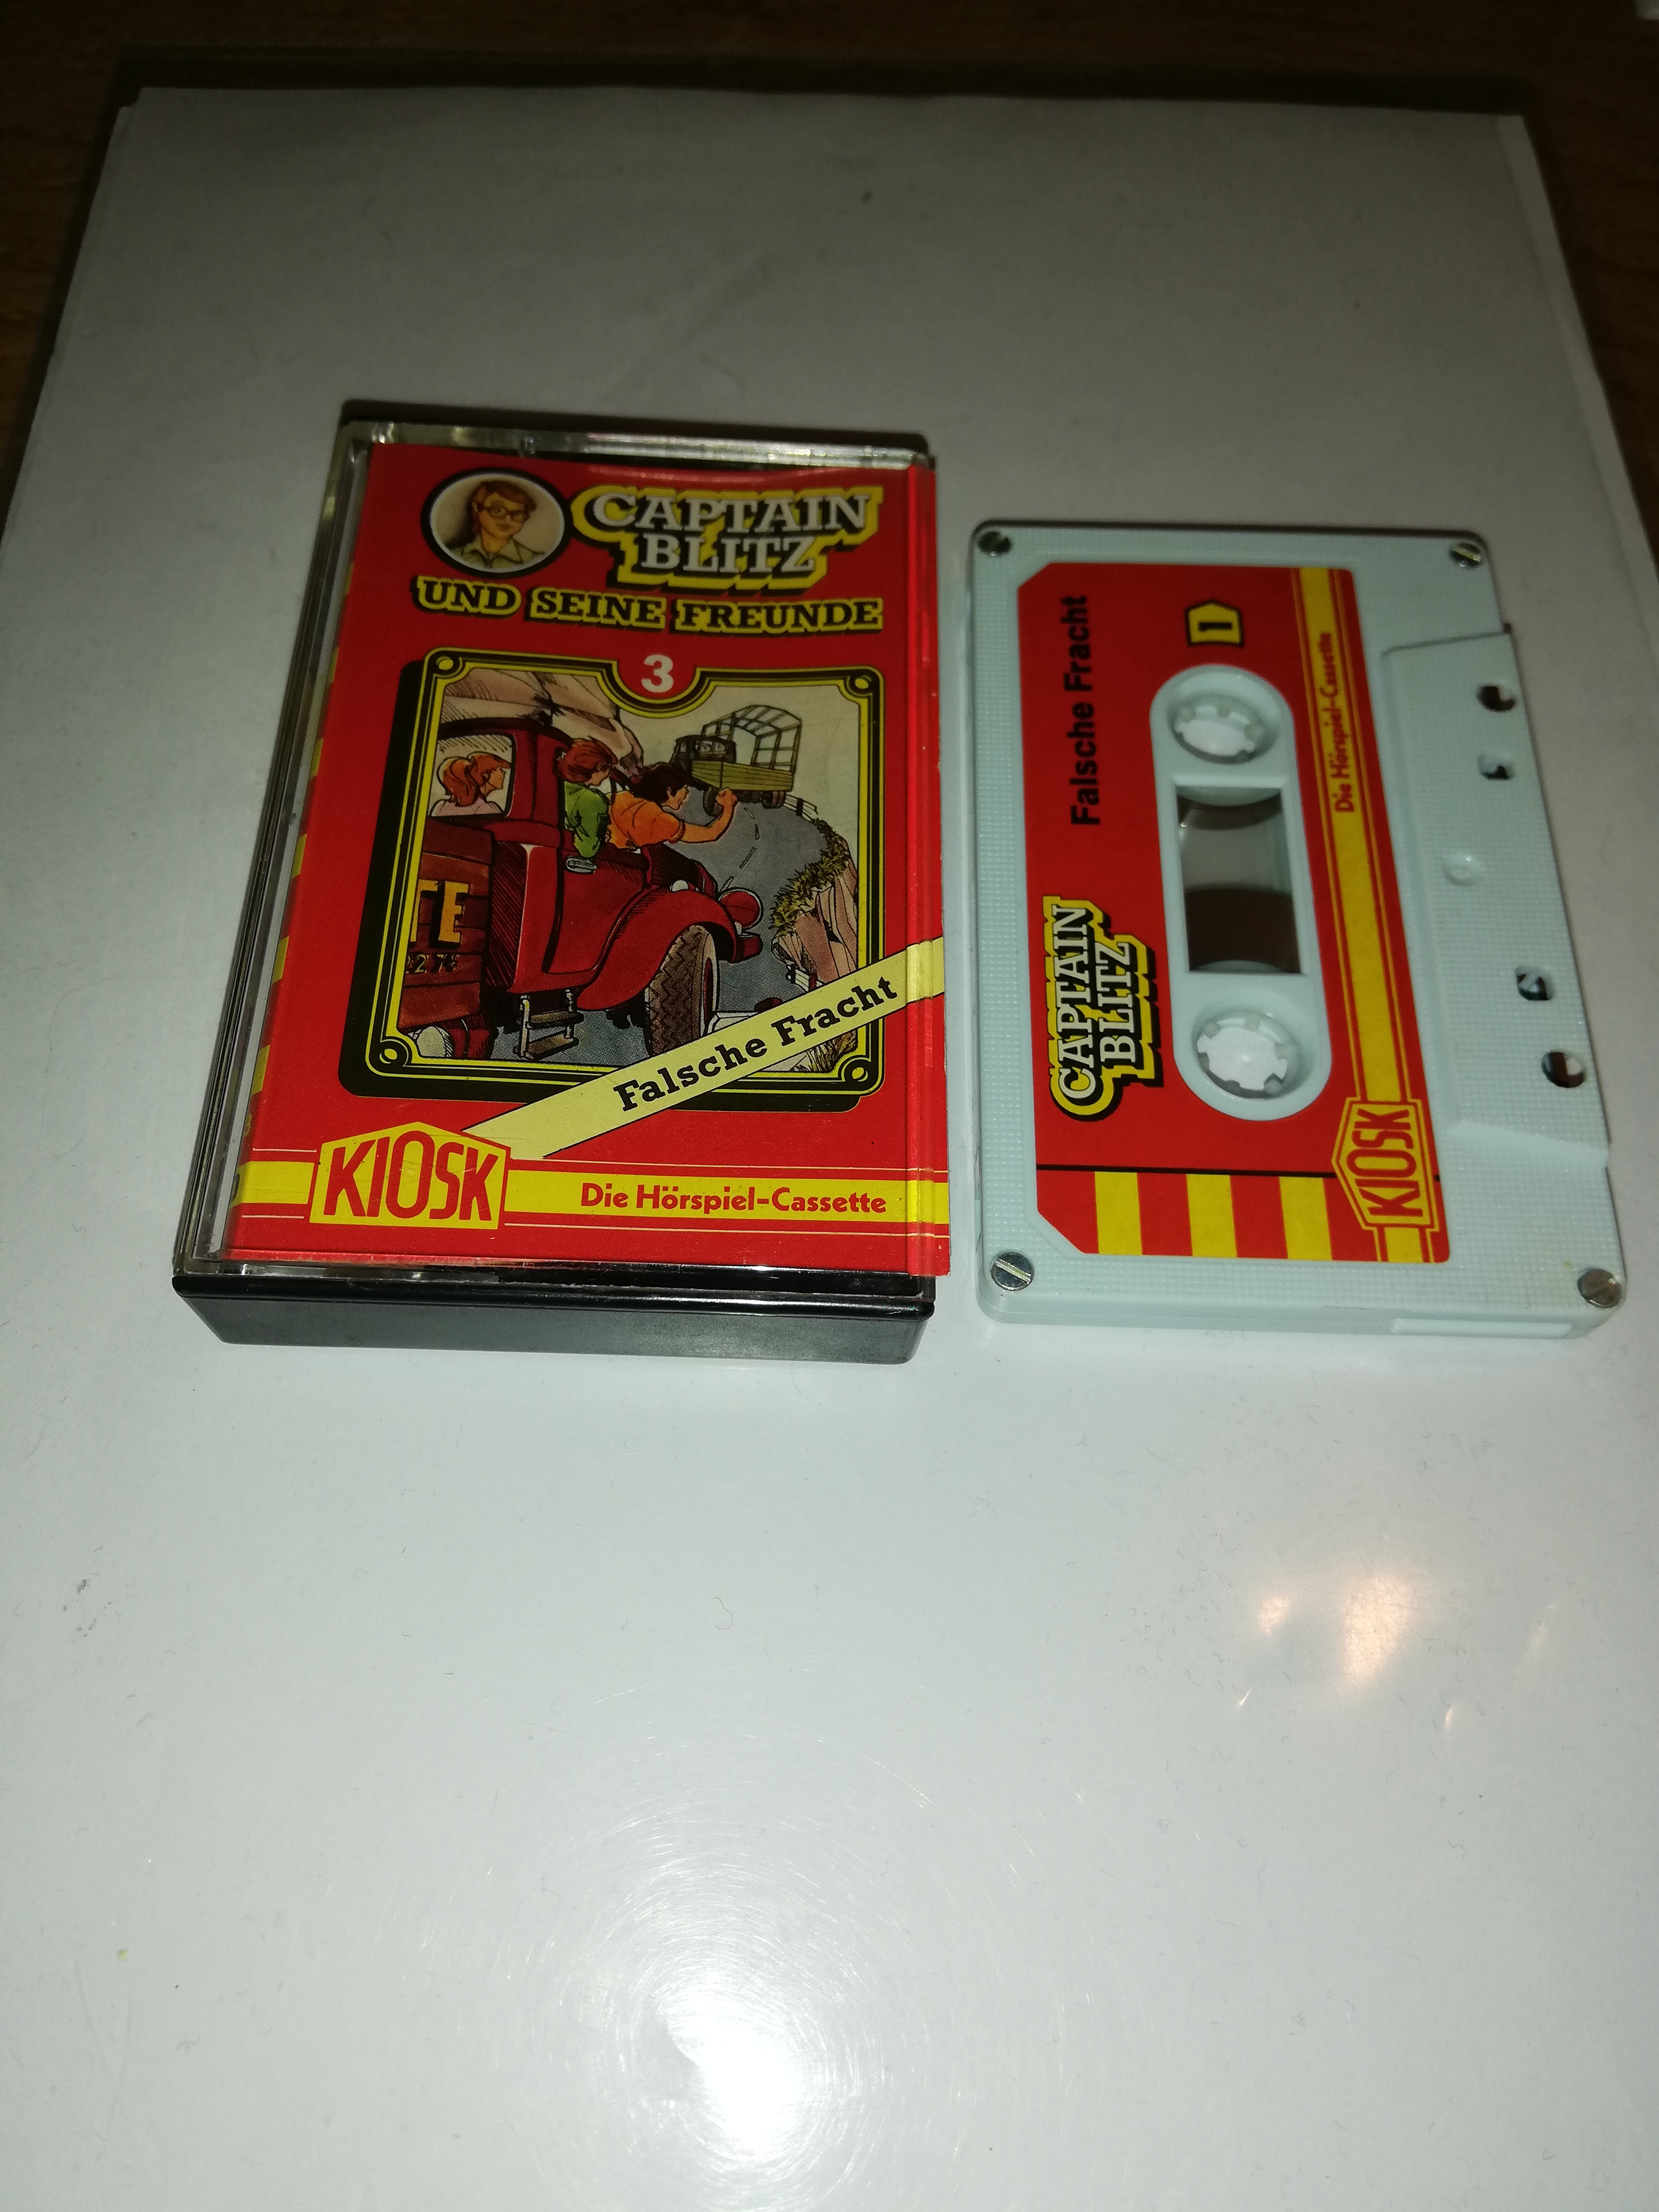 CAPTAIN
BLITZ
UND SEINE FREUNDE
3
TE
Falsche Fracht
KIOSK
Die Hörspiel-Cassette
CAPTAIN
BLITZ
Falsche Fracht
1
KIOSK
Die Hörspiel-Cassette